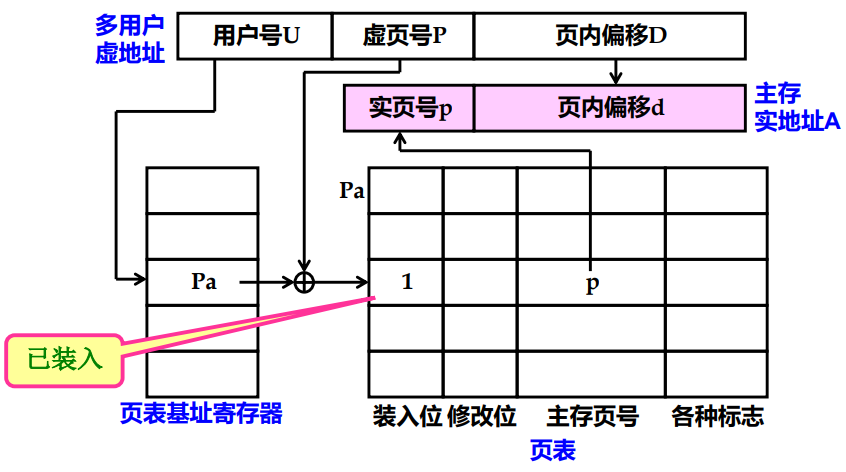 多用户
虚地址
用户号U
虚页号P
页内偏移D
实页号p
页内偏移d
主存
实地址A
Pa
Pa
1
p
已装入
页表基址寄存器
装入位
修改位
主存页号
各种标志
页表